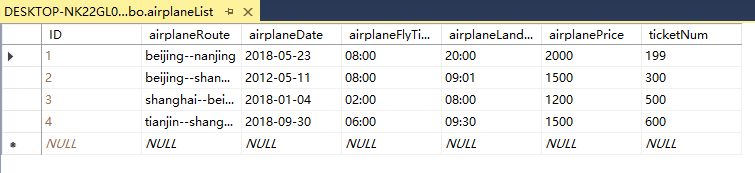 DESKTOP-NK22GL0...bo.airplaneList
ID airplaneRoute airplaneDate airplaneFlyTi... airplaneLand... airplanePrice ticketNum
1 beijing--nanjing 2018-05-23 08:00 20:00 2000 199
2 beijing--shan... 2012-05-11 08:00 09:01 1500 300
3 shanghai--bei... 2018-01-04 02:00 08:00 1200 500
4 tianjin--shang... 2018-09-30 06:00 09:30 1500 600
NULL NULL NULL NULL NULL NULL NULL